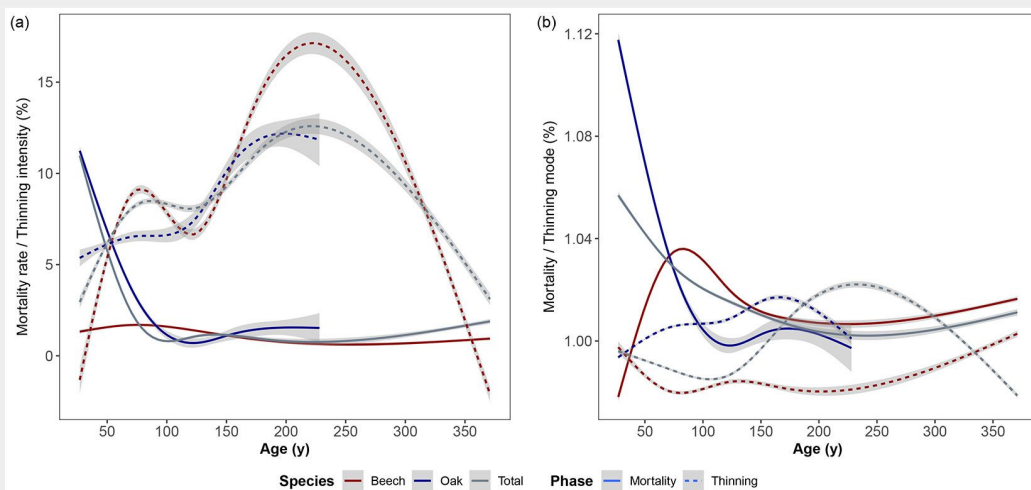 (a)
Mortality rate / Thinning intensity (%)
15
10
5
0
50 100 150 200 250 300 350
Age (y)
(b)
Mortality / Thinning mode (%)
1.12
1.08
1.04
1.00
50 100 150 200 250 300 350
Age (y)
Species Beech Oak Total Phase Mortality Thinning